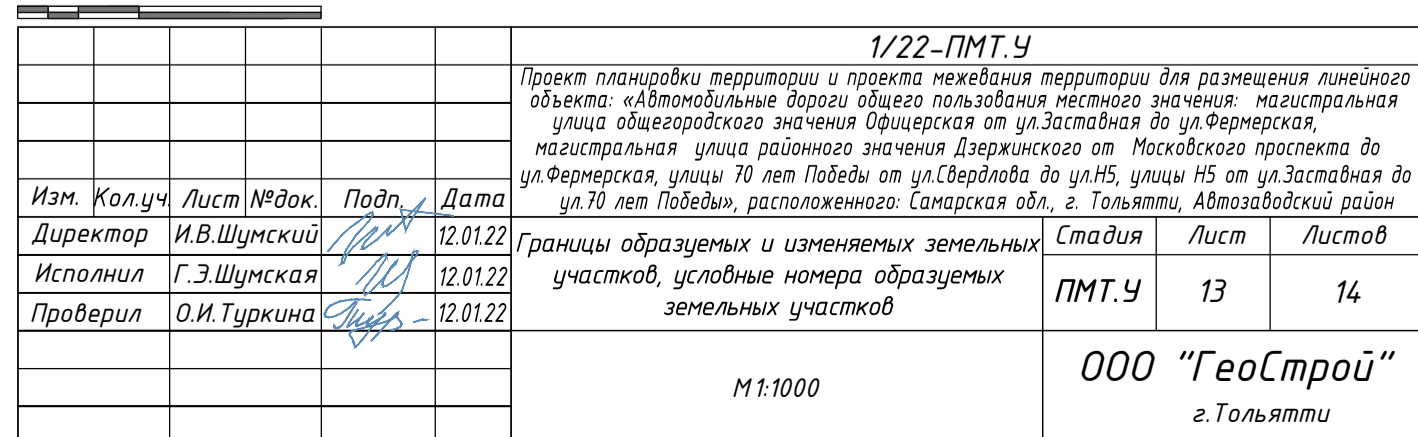 1/22-ПМТ.У
Проект планировки территории и проекта межевания территории для размещения линейного
объекта: «Автомобильные дороги общего пользования местного значения: магистральная
улица общегородского значения Офицерская от ул.Заставная до ул.Фермерская,
магистральная улица районного значения Дзержинского от Московского проспекта до
ул.Фермерская, улицы 70 лет Победы от ул.Свердлова до ул.Н5, улицы Н5 от ул.Заставная до
ул.70 лет Победы», расположенного: Самарская обл., г. Тольятти, Автозаводский район
Изм. Кол.уч. Лист №док. Подп. Дата
Директор И.В.Шумский 12.01.22
Исполнил Г.Э.Шумская 12.01.22
Проверил О.И.Туркина 12.01.22
Границы образуемых и изменяемых земельных
участков, условные номера образуемых
земельных участков
Стадия Лист Листов
ПМТ.У 13 14
М 1:1000
ООО "ГеоСтрой"
г.Тольятти